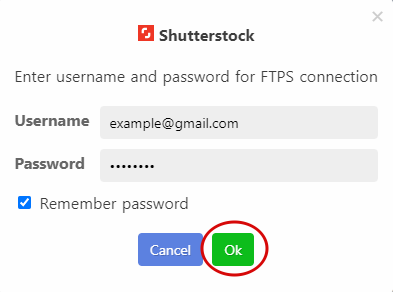 Shutterstock
Enter username and password for FTPS connection
Username example@gmail.com
Password ••••••••
Remember password
Cancel Ok